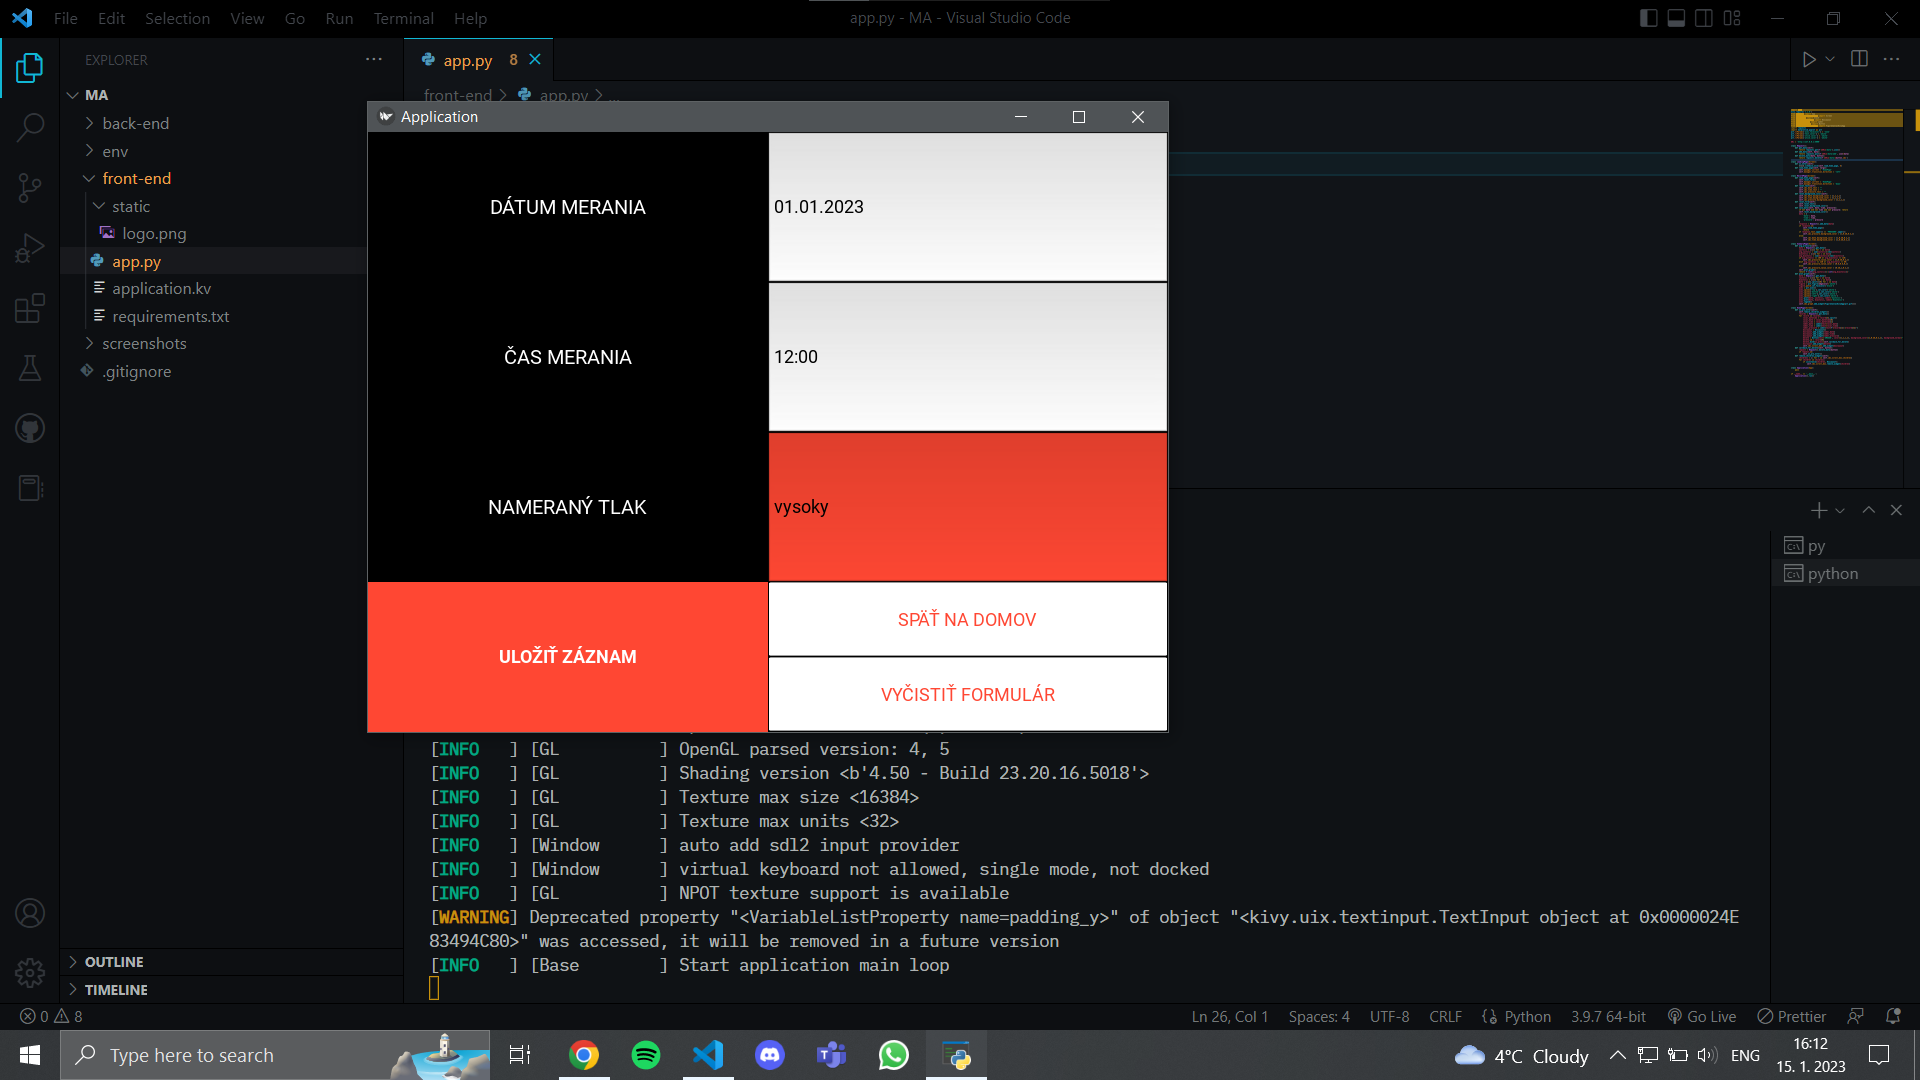 File Edit Selection View Go Run Terminal Help
app.py - MA - Visual Studio Code
EXPLORER
MA
back-end
env
front-end
static
logo.png
app.py
application.kv
requirements.txt
screenshots
.gitignore
OUTLINE
TIMELINE
app.py 8
front-end > app.py > ...
Application
DÁTUM MERANIA
01.01.2023
ČAS MERANIA
12:00
NAMERANÝ TLAK
vysoky
ULOŽIŤ ZÁZNAM
SPÄŤ NA DOMOV
VYČISTIŤ FORMULÁR
py
python
[INFO   ] [GL          ] OpenGL parsed version: 4, 5
[INFO   ] [GL          ] Shading version <b'4.50 - Build 23.20.16.5018'>
[INFO   ] [GL          ] Texture max size <16384>
[INFO   ] [GL          ] Texture max units <32>
[INFO   ] [Window      ] auto add sdl2 input provider
[INFO   ] [Window      ] virtual keyboard not allowed, single mode, not docked
[INFO   ] [GL          ] NPOT texture support is available
[WARNING] Deprecated property "<VariableListProperty name=padding_y>" of object "<kivy.uix.textinput.TextInput object at 0x0000024E
83494C80>" was accessed, it will be removed in a future version
[INFO   ] [Base        ] Start application main loop
0 8
Ln 26, Col 1 Spaces: 4 UTF-8 CRLF Python 3.9.7 64-bit Go Live Prettier
Type here to search
4°C Cloudy
ENG
16:12
15. 1. 2023